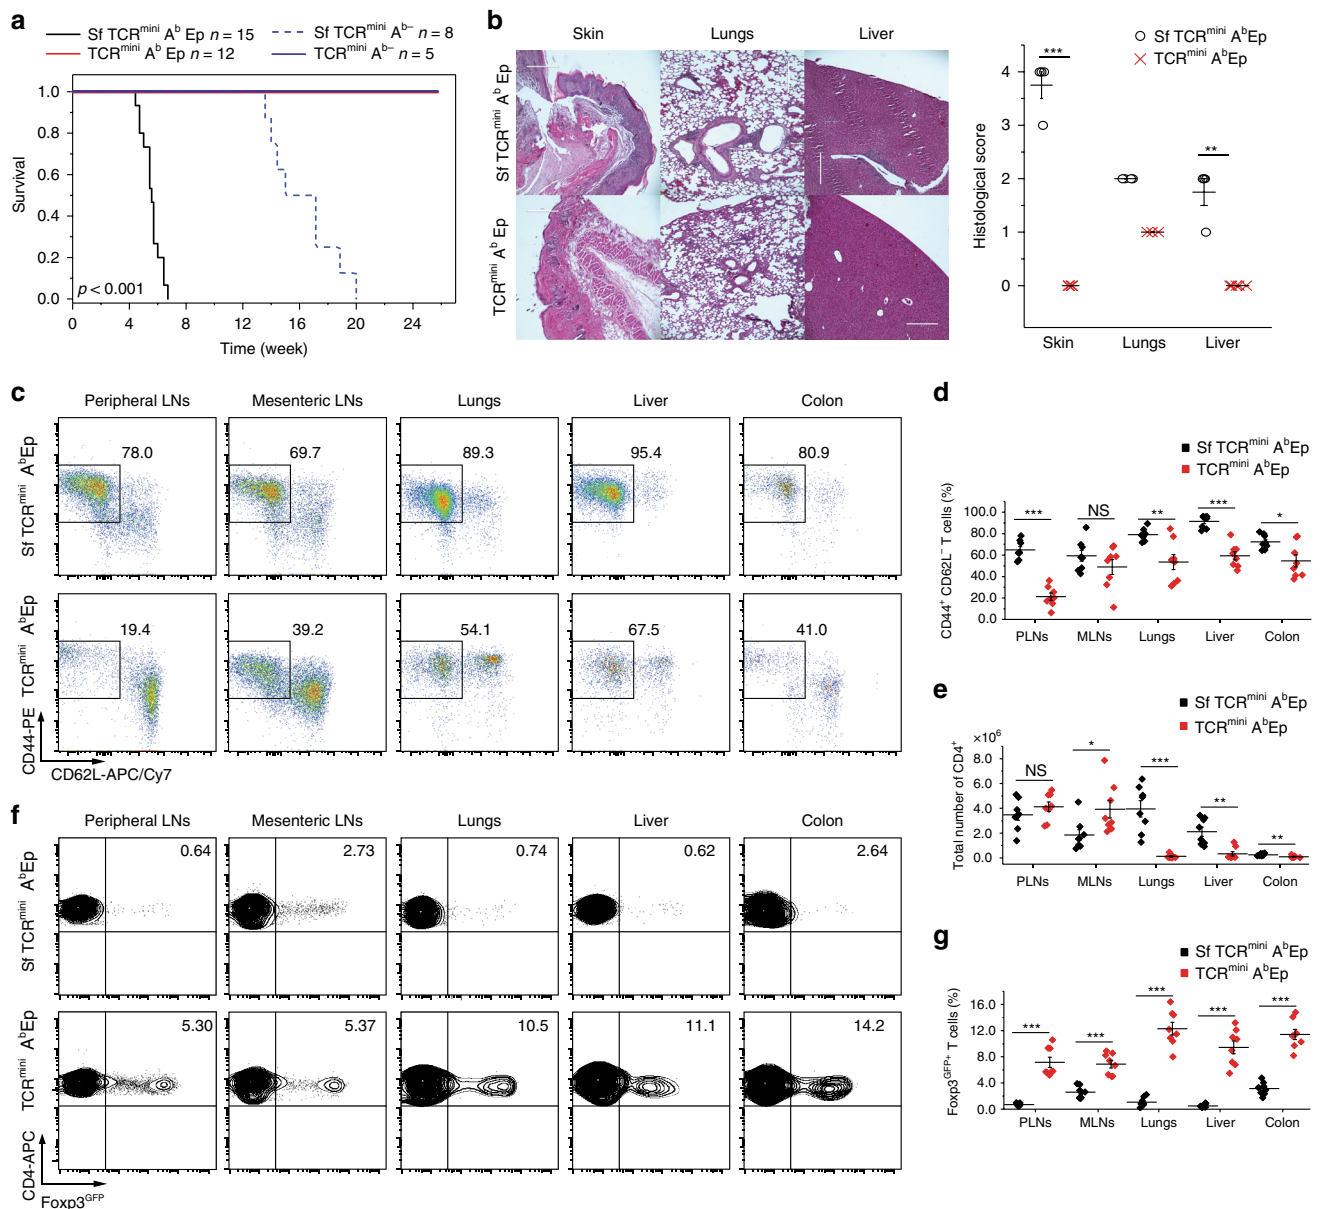 a
Sf TCRmini Ab Ep n = 15
Sf TCRmini Ab– n = 8
TCRmini Ab Ep n = 12
TCRmini Ab– n = 5
Survival
1.0
0.8
0.6
0.4
0.2
0.0
p < 0.001
0 4 8 12 16 20 24
Time (week)
b
Skin Lungs Liver
Sf TCRmini Ab Ep
TCRmini Ab Ep
Sf TCRmini AbEp
TCRmini AbEp
Histological score
4
3
2
1
0
***
**
Skin Lungs Liver
c
Peripheral LNs Mesenteric LNs Lungs Liver Colon
Sf TCRmini AbEp
78.0 69.7 89.3 95.4 80.9
TCRmini AbEp
19.4 39.2 54.1 67.5 41.0
CD44-PE
CD62L-APC/Cy7
d
Sf TCRmini AbEp
TCRmini AbEp
CD44+ CD62L– T cells (%)
100.0
80.0
60.0
40.0
20.0
0.0
*** NS ** *** *
PLNs MLNs Lungs Liver Colon
e
Sf TCRmini AbEp
TCRmini AbEp
Total number of CD4+
×10⁶
8.0
6.0
4.0
2.0
0.0
NS * *** ** **
PLNs MLNs Lungs Liver Colon
f
Peripheral LNs Mesenteric LNs Lungs Liver Colon
Sf TCRmini AbEp
0.64 2.73 0.74 0.62 2.64
TCRmini AbEp
5.30 5.37 10.5 11.1 14.2
CD4-APC
Foxp3GFP
g
Sf TCRmini AbEp
TCRmini AbEp
Foxp3GFP+ T cells (%)
16.0
12.0
8.0
4.0
0.0
*** *** *** *** ***
PLNs MLNs Lungs Liver Colon